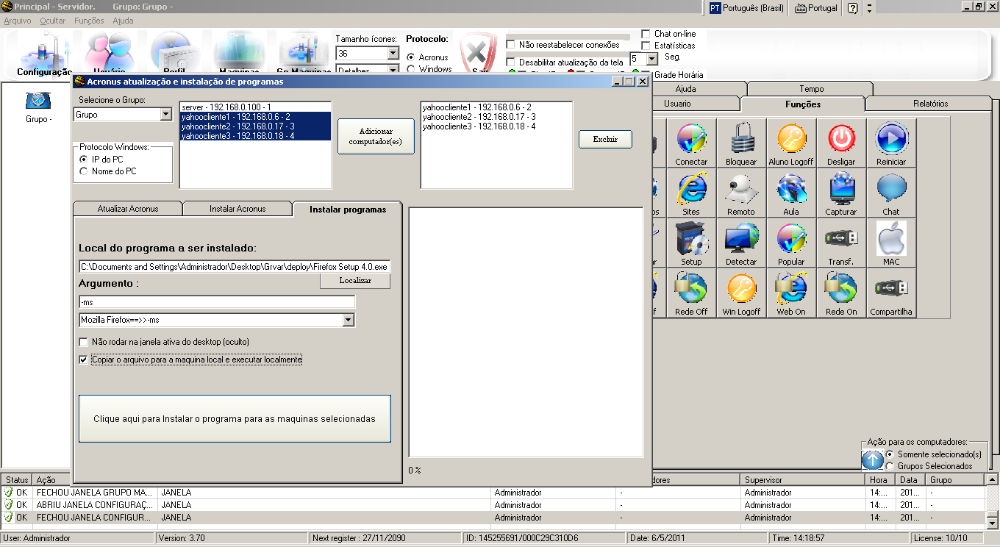 Principal - Servidor. Grupo: Grupo -
PT Português (Brasil) Portugal
Arquivo Ocultar Funções Ajuda
Configuração
Usuário
Perfil
Maquinas
Gp Maquinas
Tamanho ícones:
36
Detalhes
Protocolo:
Acronus
Windows
Sair
Não reestabelecer conexões
Desabilitar atualização da tela
5 Seg.
Chat on-line
Estatísticas
Grade Horária
Grupo -
Acronus atualização e instalação de programas
Selecione o Grupo:
Grupo
Protocolo Windows:
IP do PC
Nome do PC
server - 192.168.0.100 - 1
yahoocliente1 - 192.168.0.6 - 2
yahoocliente2 - 192.168.0.17 - 3
yahoocliente3 - 192.168.0.18 - 4
Adicionar
computador(es)
yahoocliente1 - 192.168.0.6 - 2
yahoocliente2 - 192.168.0.17 - 3
yahoocliente3 - 192.168.0.18 - 4
Excluir
Atualizar Acronus Instalar Acronus Instalar programas
Local do programa a ser instalado:
C:\Documents and Settings\Administrador\Desktop\Grvar\deploy\Firefox Setup 4.0.exe
Localizar
Argumento :
-ms
Mozilla Firefox==>>-ms
Não rodar na janela ativa do desktop (oculto)
Copiar o arquivo para a maquina local e executar localmente
Clique aqui para Instalar o programa para as maquinas selecionadas
0 %
Ajuda Tempo
Usuario Funções Relatórios
Conectar Bloquear Aluno Logoff Desligar Reiniciar
Sites Remoto Aula Capturar Chat
Setup Detectar Popular Transf. MAC
Rede Off Win Logoff Web On Rede On Compartilha
Ação para os computadores:
Somente selecionado(s)
Grupos Selecionados
Status Ação dores Supervisor Hora Data Grupo
OK FECHOU JANELA GRUPO MA... JANELA Administrador - Administrador 14:... 201... -
OK ABRIU JANELA CONFIGURAÇ... JANELA Administrador - Administrador 14:... 201... -
OK FECHOU JANELA CONFIGUR... JANELA Administrador - Administrador 14:... 201... -
User: Administrador Version: 3.70 Next register : 27/11/2090 ID: 145255691/000C29C310D6 Date: 6/5/2011 Time: 14:18:57 License: 10/10